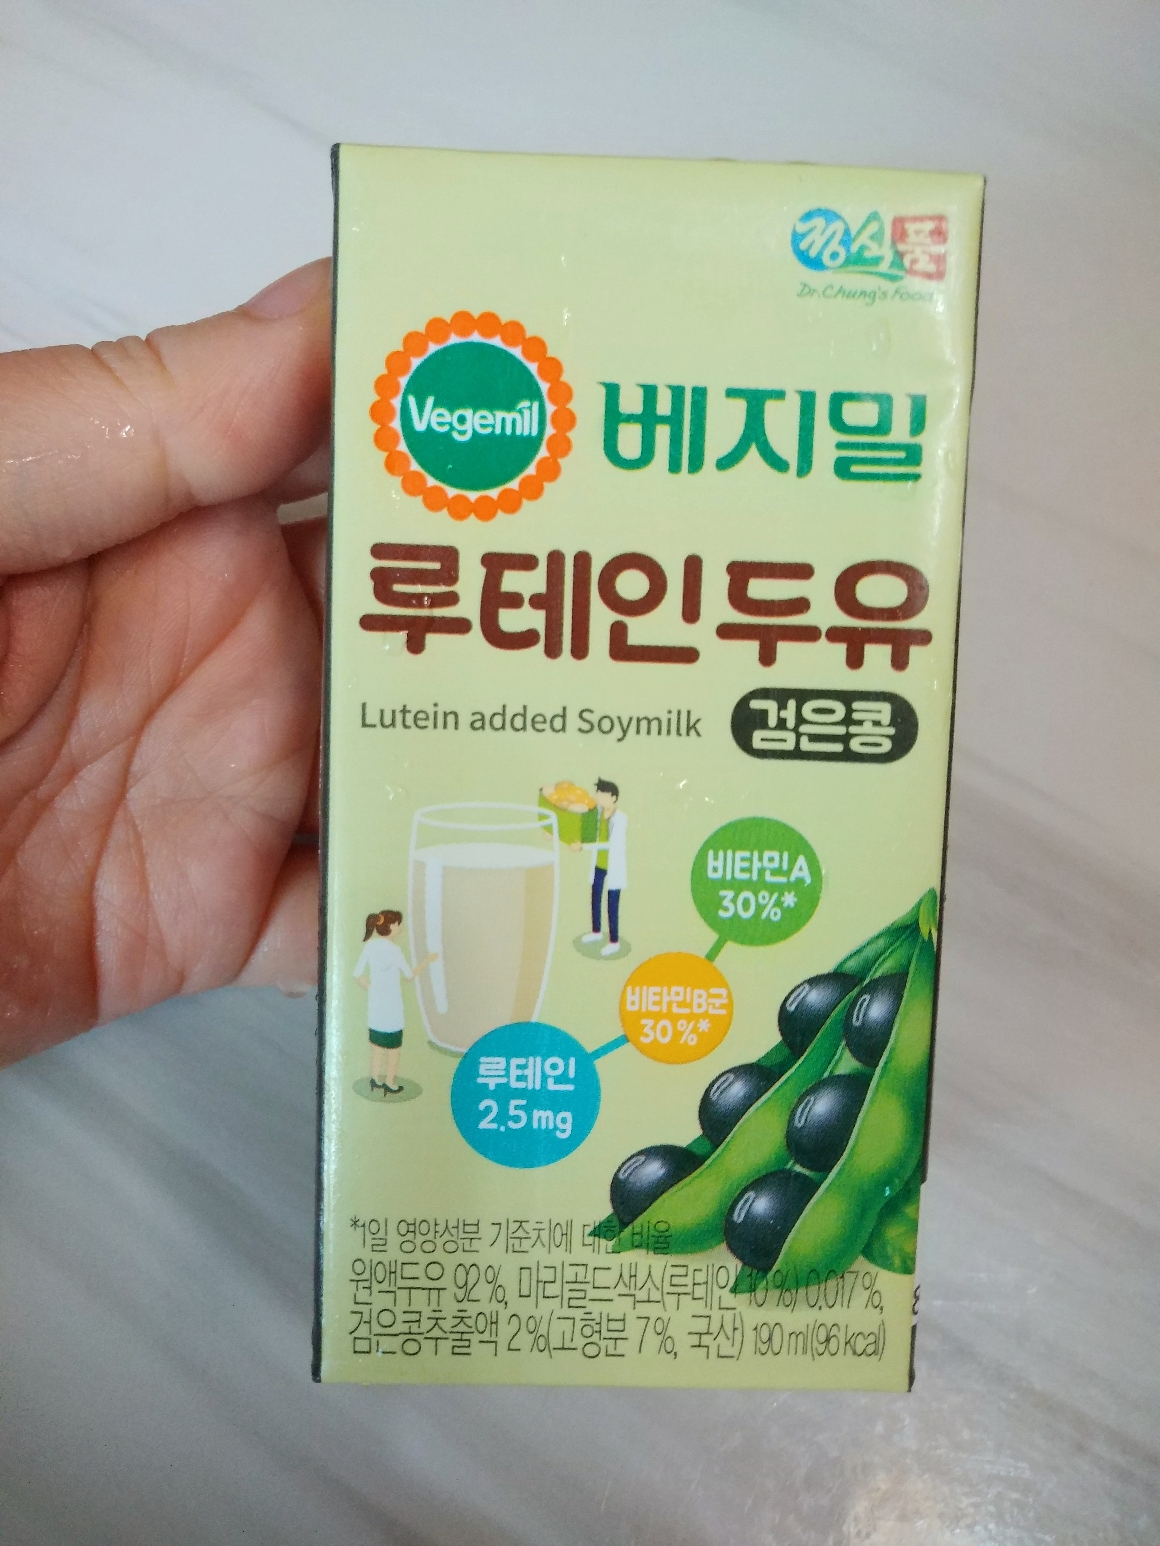 정식품
Dr.Chung's Food
Vegemil 베지밀
루테인두유
Lutein added Soymilk 검은콩
비타민A
30%*
비타민B군
30%*
루테인
2.5mg
*1일 영양성분 기준치에 대한 비율
원액두유 92%, 마리골드색소(루테인 10%) 0.017%,
검은콩추출액 2%(고형분 7%, 국산) 190ml(96kcal)